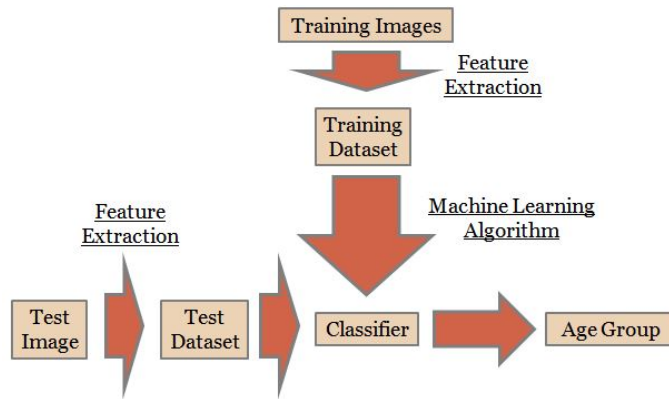 Training Images
Feature
Extraction
Training
Dataset
Machine Learning
Algorithm
Feature
Extraction
Test
Image
Test
Dataset
Classifier
Age Group